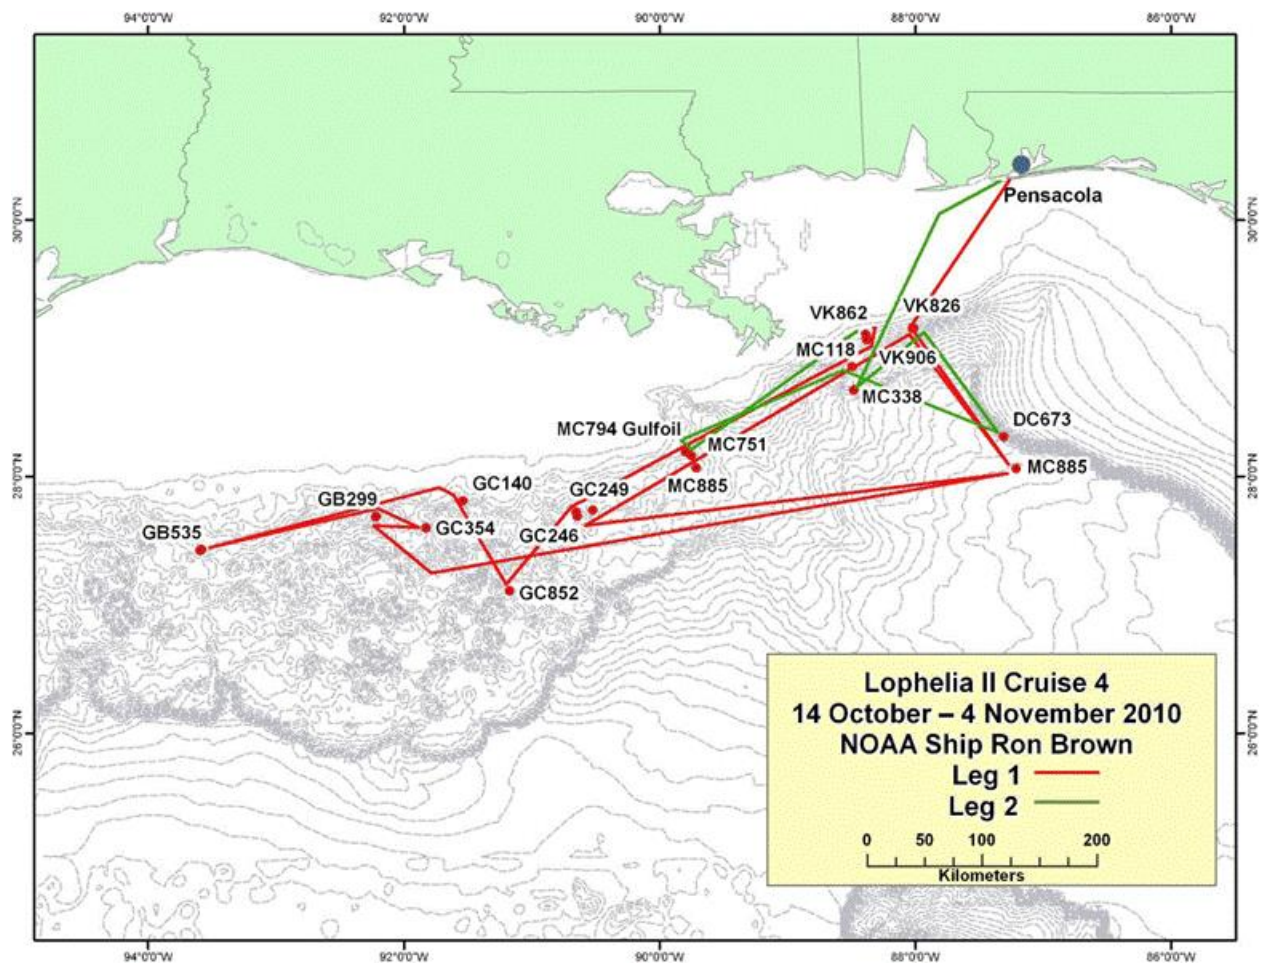 94°0'0"W 92°0'0"W 90°0'0"W 88°0'0"W 86°0'0"W
30°0'0"N
Pensacola
30°0'0"N
VK862
VK826
MC118
VK906
MC338
DC673
MC794 Gulfoil
MC751
MC885
MC885
28°0'0"N
28°0'0"N
GC140
GC249
GB299
GB535
GC354
GC246
GC852
26°0'0"N
26°0'0"N
Lophelia II Cruise 4
14 October – 4 November 2010
NOAA Ship Ron Brown
Leg 1
Leg 2
0 50 100 200
Kilometers
94°0'0"W 92°0'0"W 90°0'0"W 88°0'0"W 86°0'0"W